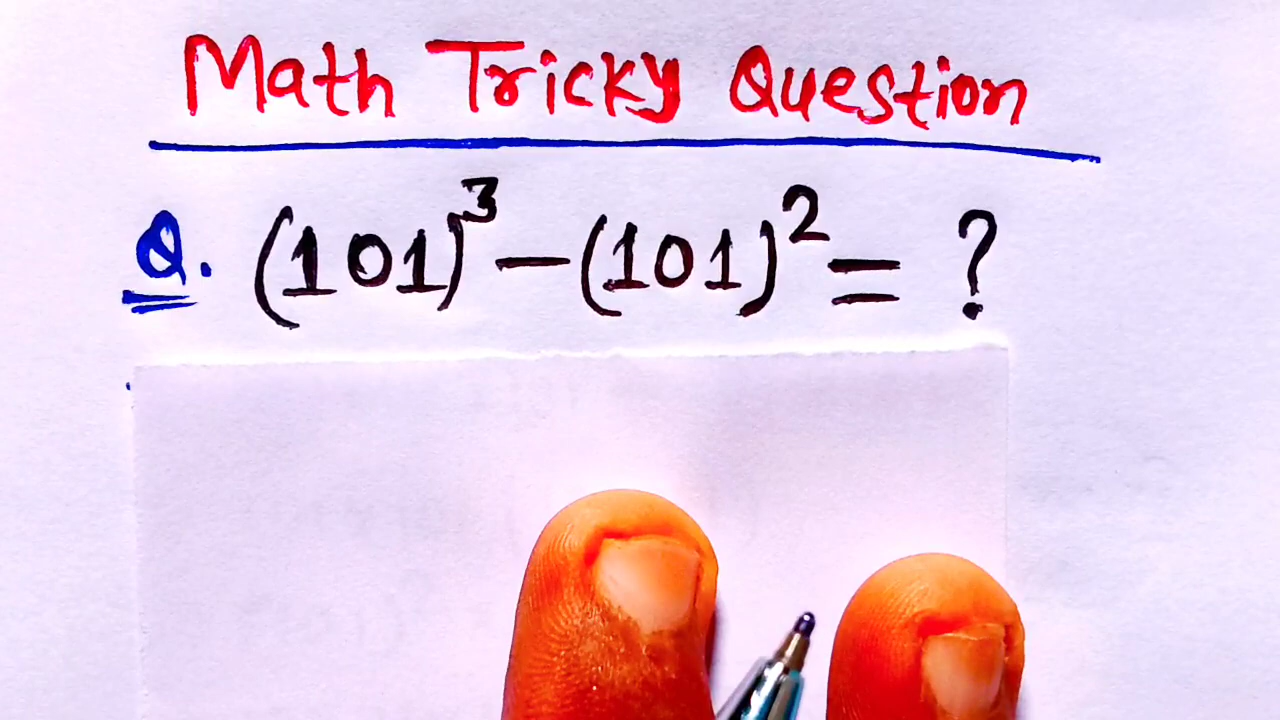 Math Tricky Question
Q. (101)³ − (101)² = ?